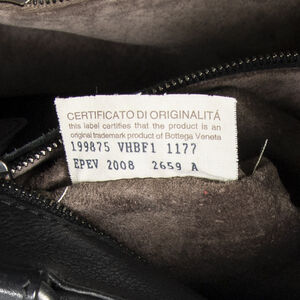 CERTIFICATO DI ORIGINALITÁ
this label certifies that the product is an
original trademark product of Bottega Veneta
199875 VHBF1 1177
EPEV 2008 2659 A